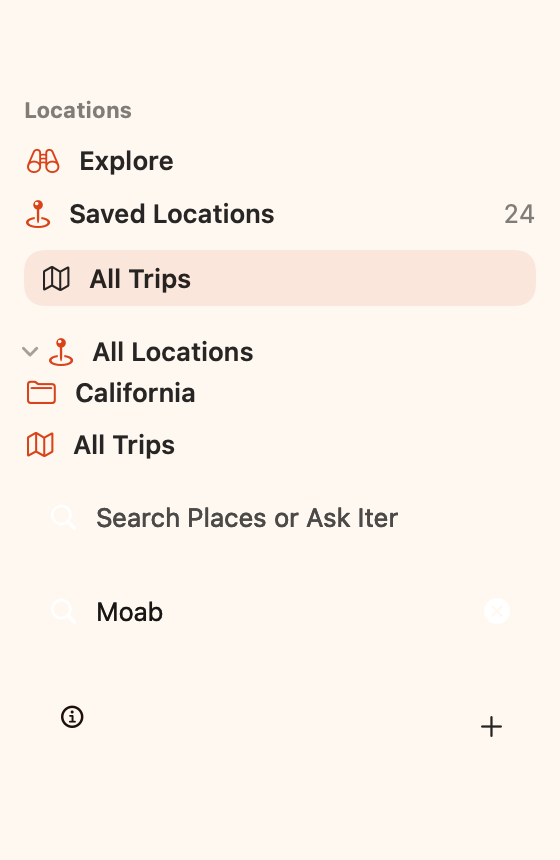 Locations
Explore
Saved Locations 24
All Trips
All Locations
California
All Trips
Search Places or Ask Iter
Moab